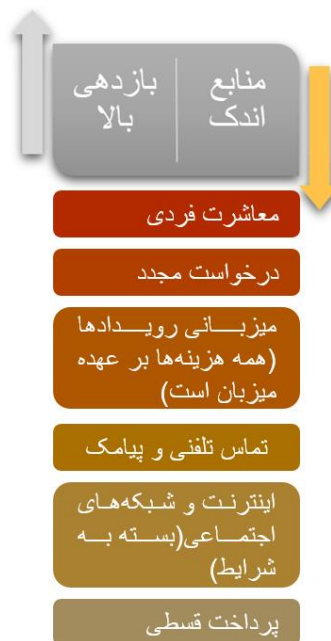 منابع اندک
بازدهی بالا
معاشرت فردی
درخواست مجدد
میزبانی رویدادها
(همه هزینه‌ها بر عهده
میزبان است)
تماس تلفنی و پیامک
اینترنت و شبکه‌های
اجتماعی(بسته به
شرایط)
پرداخت قسطی